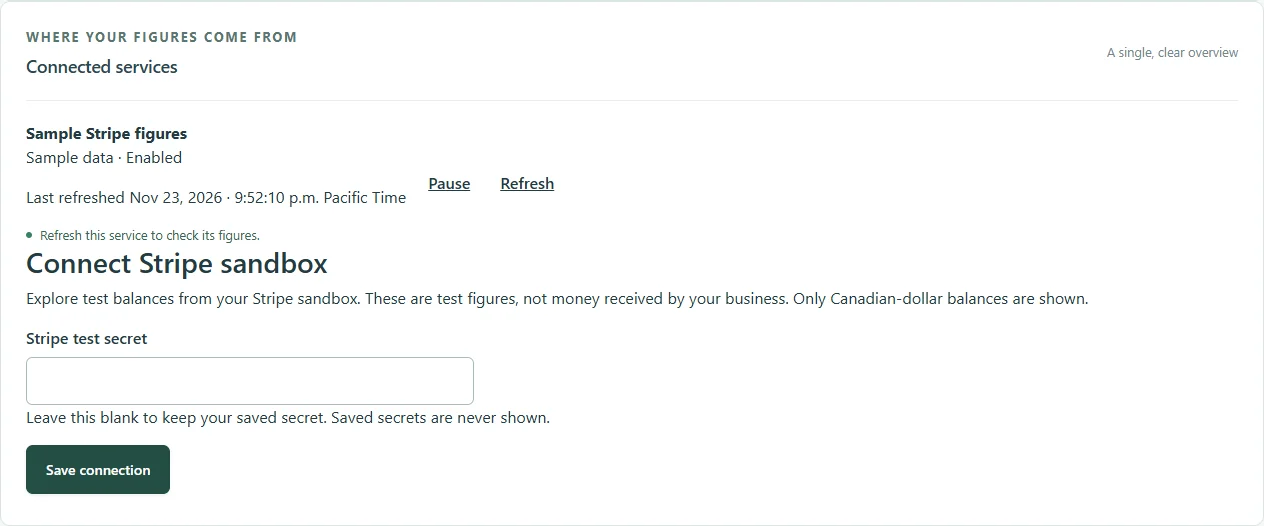 WHERE YOUR FIGURES COME FROM
Connected services
A single, clear overview
Sample Stripe figures
Sample data · Enabled
Last refreshed Nov 23, 2026 · 9:52:10 p.m. Pacific Time
Pause
Refresh
Refresh this service to check its figures.
Connect Stripe sandbox
Explore test balances from your Stripe sandbox. These are test figures, not money received by your business. Only Canadian-dollar balances are shown.
Stripe test secret
Leave this blank to keep your saved secret. Saved secrets are never shown.
Save connection